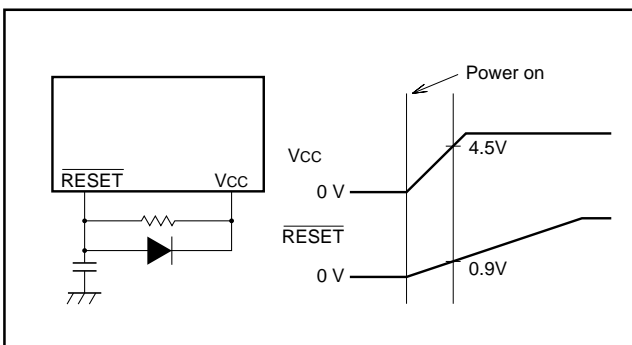 Power on
Vcc
4.5V
0 V
RESET
Vcc
RESET
0 V
0.9V